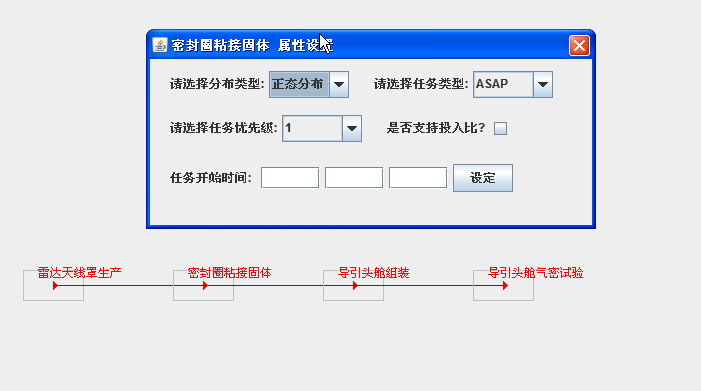 密封圈粘接固体 属性设置
请选择分布类型: 正态分布 请选择任务类型: ASAP
请选择任务优先级: 1 是否支持投入比?
任务开始时间: 设定
雷达天线罩生产 密封圈粘接固体 导引头舱组装 导引头舱气密试验